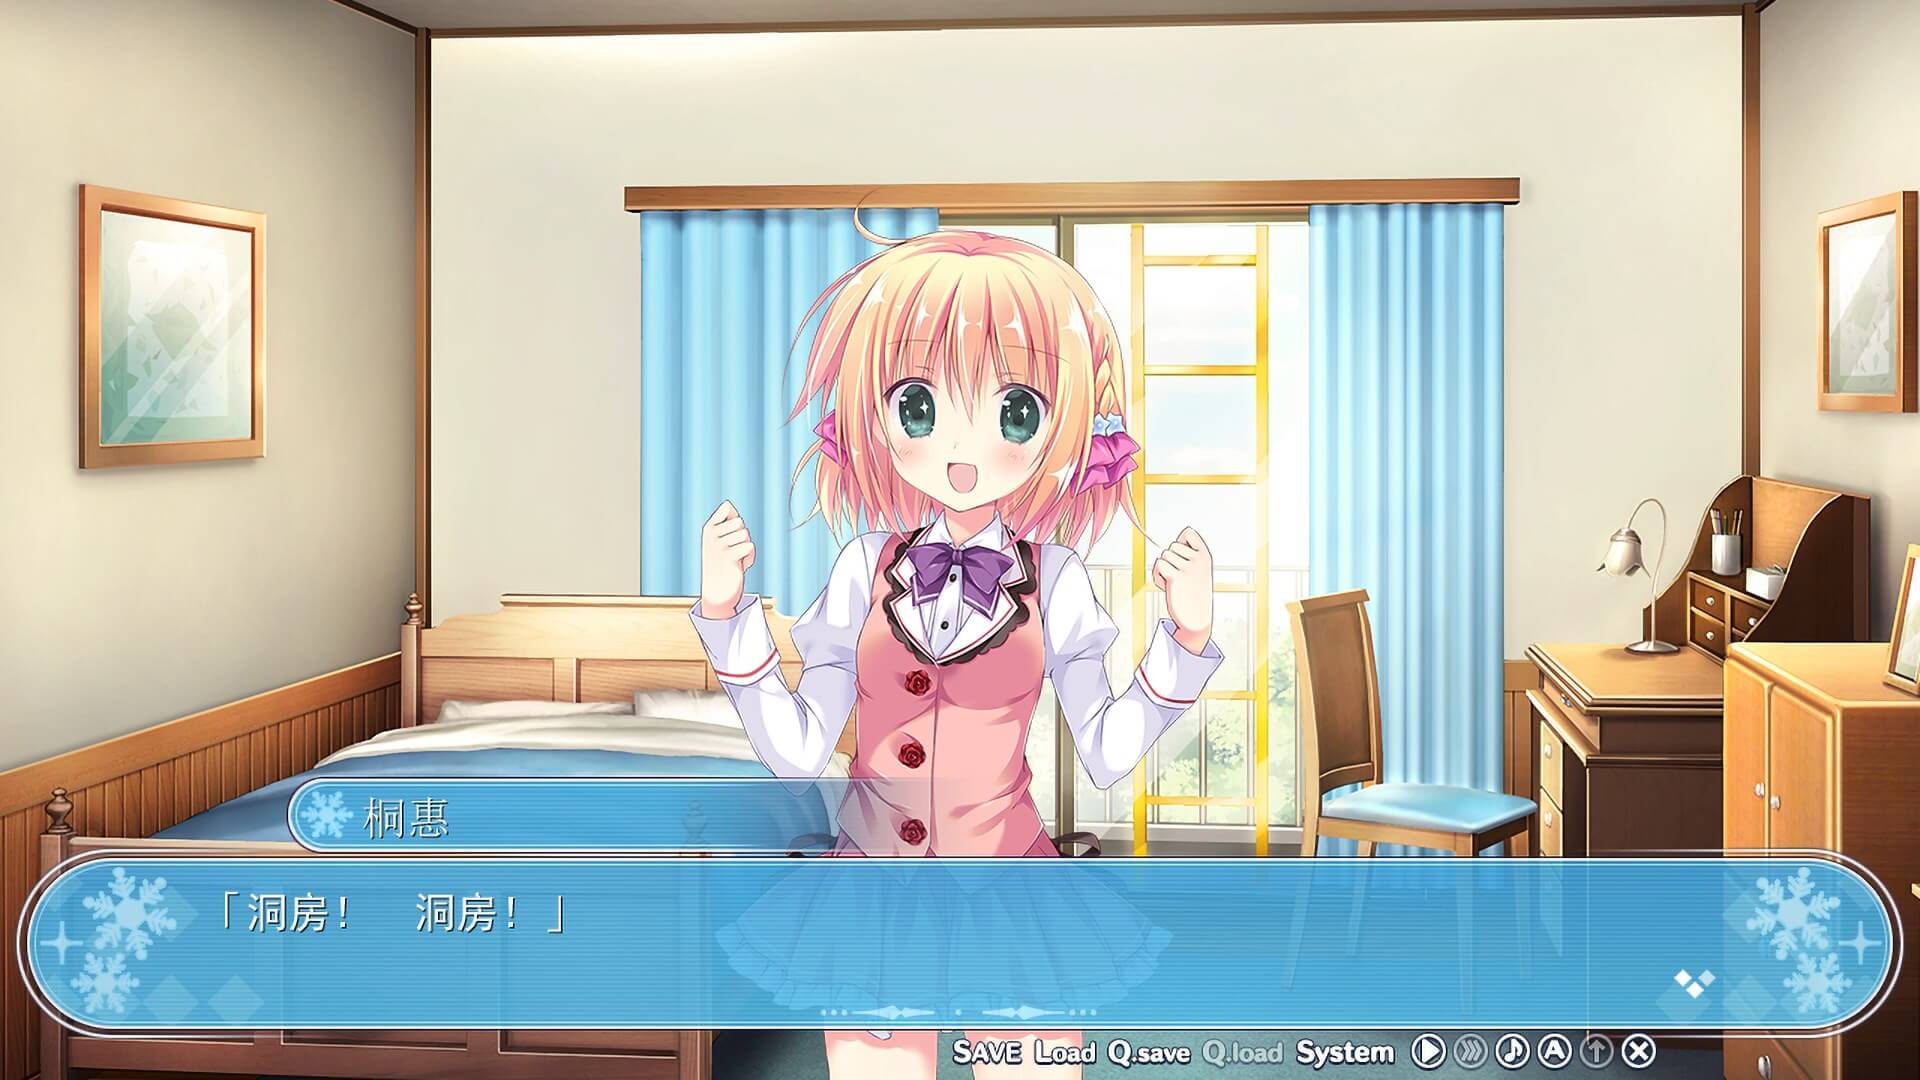 桐惠
「洞房！　洞房！」
SAVE Load Q.save Q.load System A